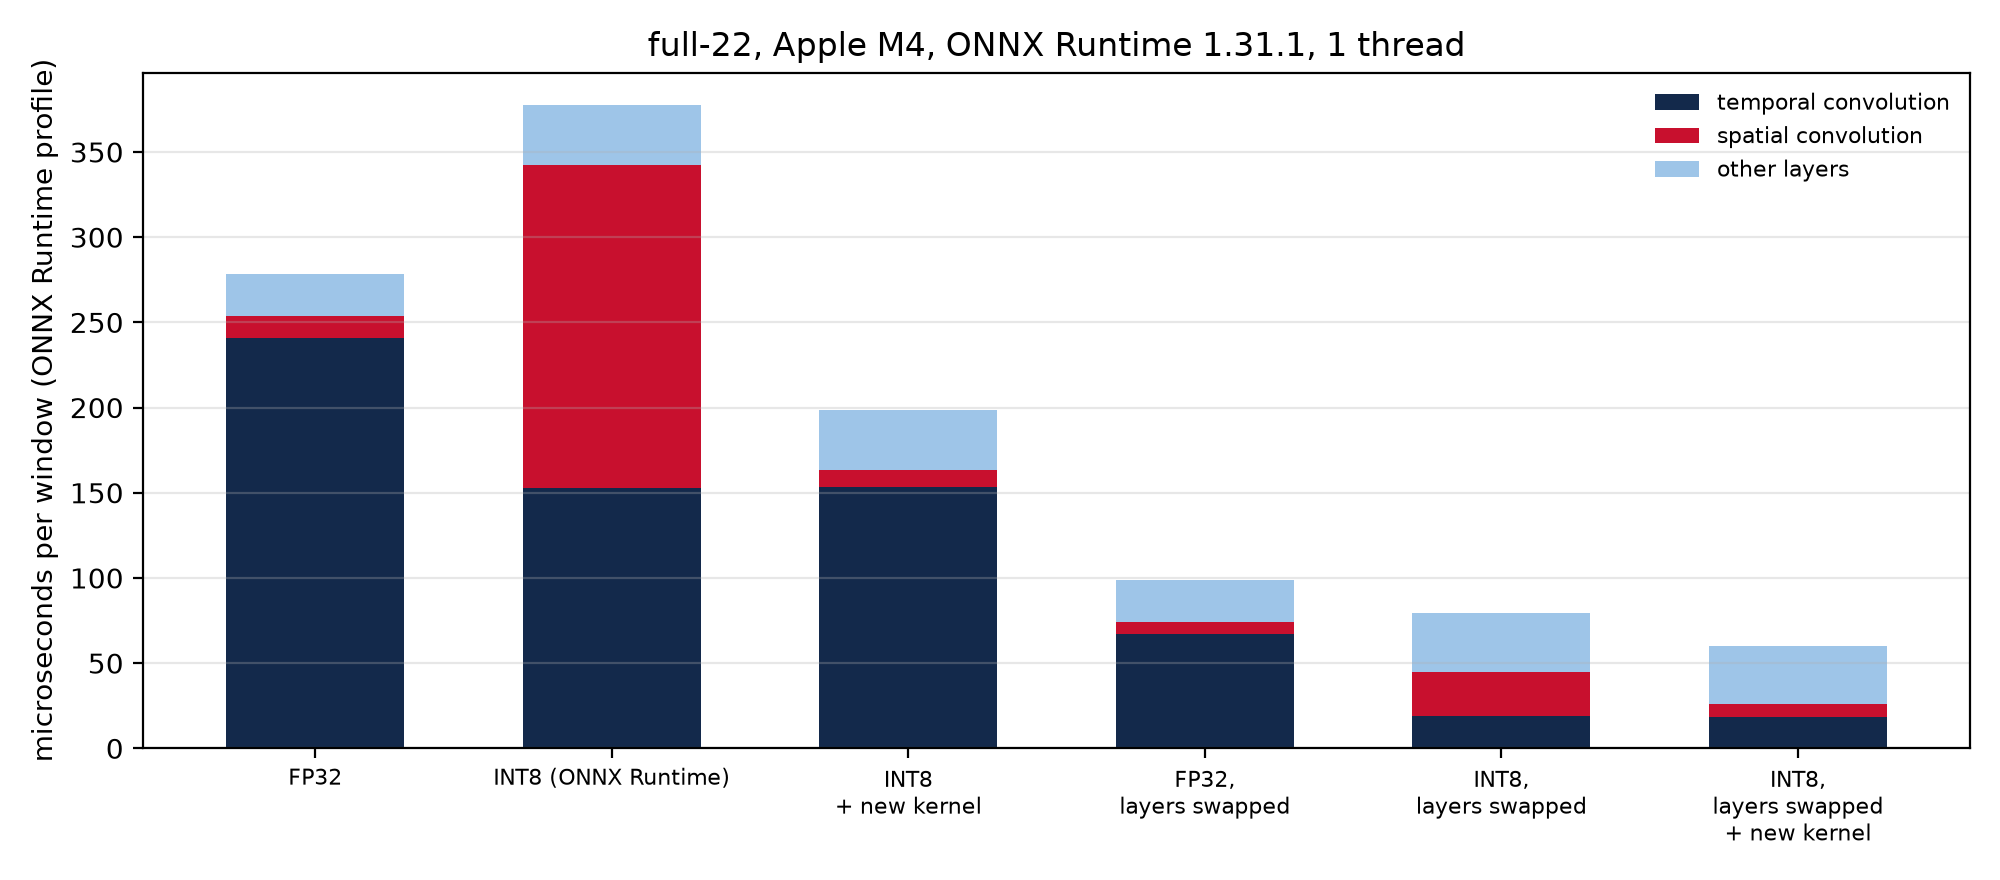 full-22, Apple M4, ONNX Runtime 1.31.1, 1 thread
microseconds per window (ONNX Runtime profile)
350
300
250
200
150
100
50
0
temporal convolution
spatial convolution
other layers
FP32
INT8 (ONNX Runtime)
INT8
+ new kernel
FP32,
layers swapped
INT8,
layers swapped
INT8,
layers swapped
+ new kernel